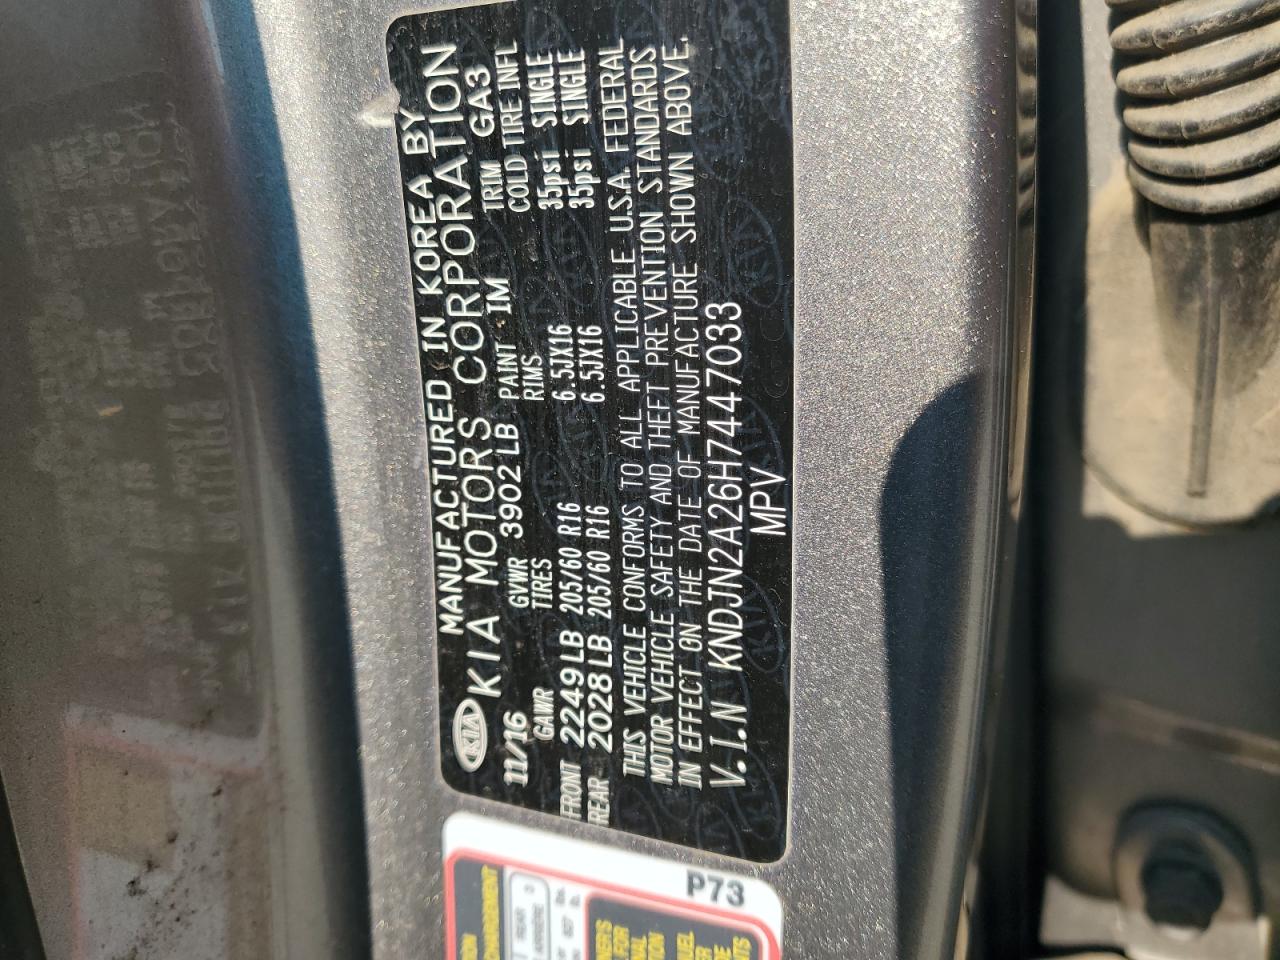 MANUFACTURED IN KOREA BY
KIA KIA MOTORS CORPORATION
11/16 GVWR 3902 LB PAINT IM TRIM GA3
GAWR TIRES RIMS COLD TIRE INFL
FRONT 2249LB 205/60 R16 6.5JX16 35psi SINGLE
REAR 2028LB 205/60 R16 6.5JX16 35psi SINGLE
THIS VEHICLE CONFORMS TO ALL APPLICABLE U.S.A. FEDERAL
MOTOR VEHICLE SAFETY AND THEFT PREVENTION STANDARDS
IN EFFECT ON THE DATE OF MANUFACTURE SHOWN ABOVE.
V.I.N KNDJN2A26H7447033
MPV
P73